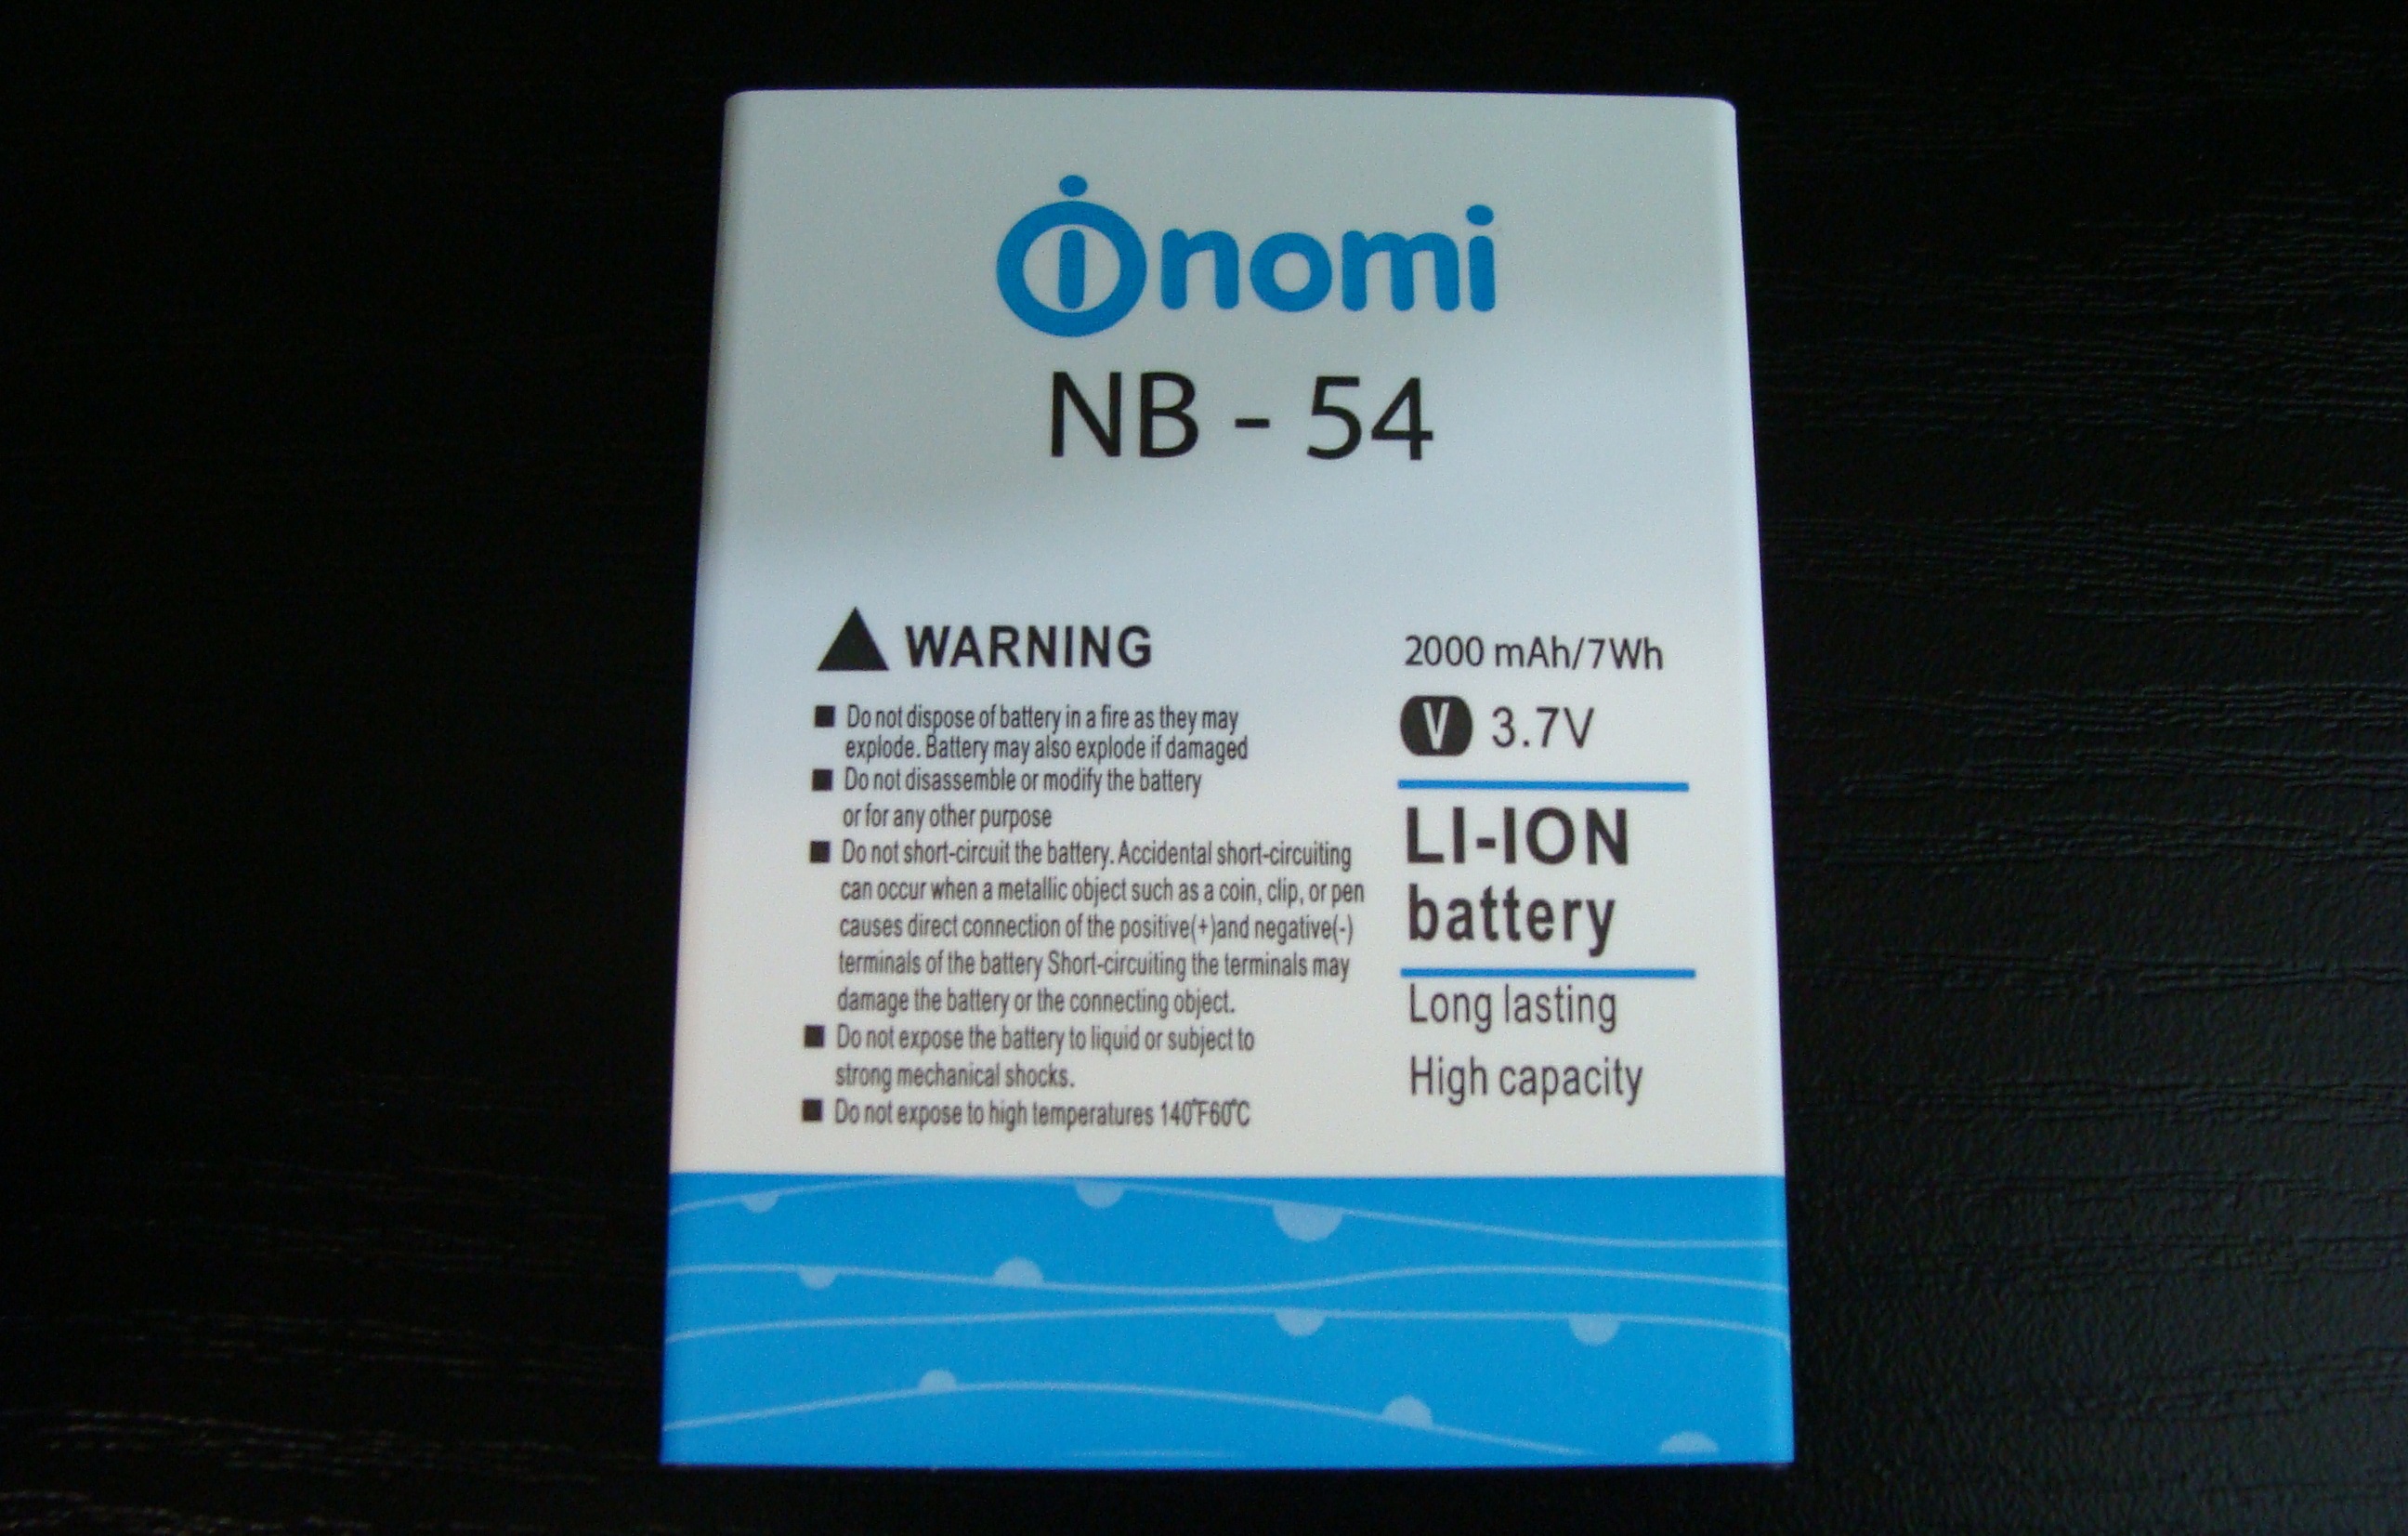 nomi
NB - 54
WARNING
Do not dispose of battery in a fire as they may
explode. Battery may also explode if damaged
Do not disassemble or modify the battery
or for any other purpose
Do not short-circuit the battery. Accidental short-circuiting
can occur when a metallic object such as a coin, clip, or pen
causes direct connection of the positive(+)and negative(-)
terminals of the battery Short-circuiting the terminals may
damage the battery or the connecting object.
Do not expose the battery to liquid or subject to
strong mechanical shocks.
Do not expose to high temperatures 140°F60°C
2000 mAh/7Wh
V 3.7V
LI-ION
battery
Long lasting
High capacity